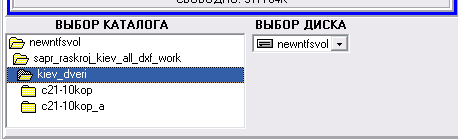 ВЫБОР КАТАЛОГА
newntfsvol
sapr_raskroj_kiev_all_dxf_work
kiev_dveri
c21-10kop
c21-10kop_a
ВЫБОР ДИСКА
newntfsvol